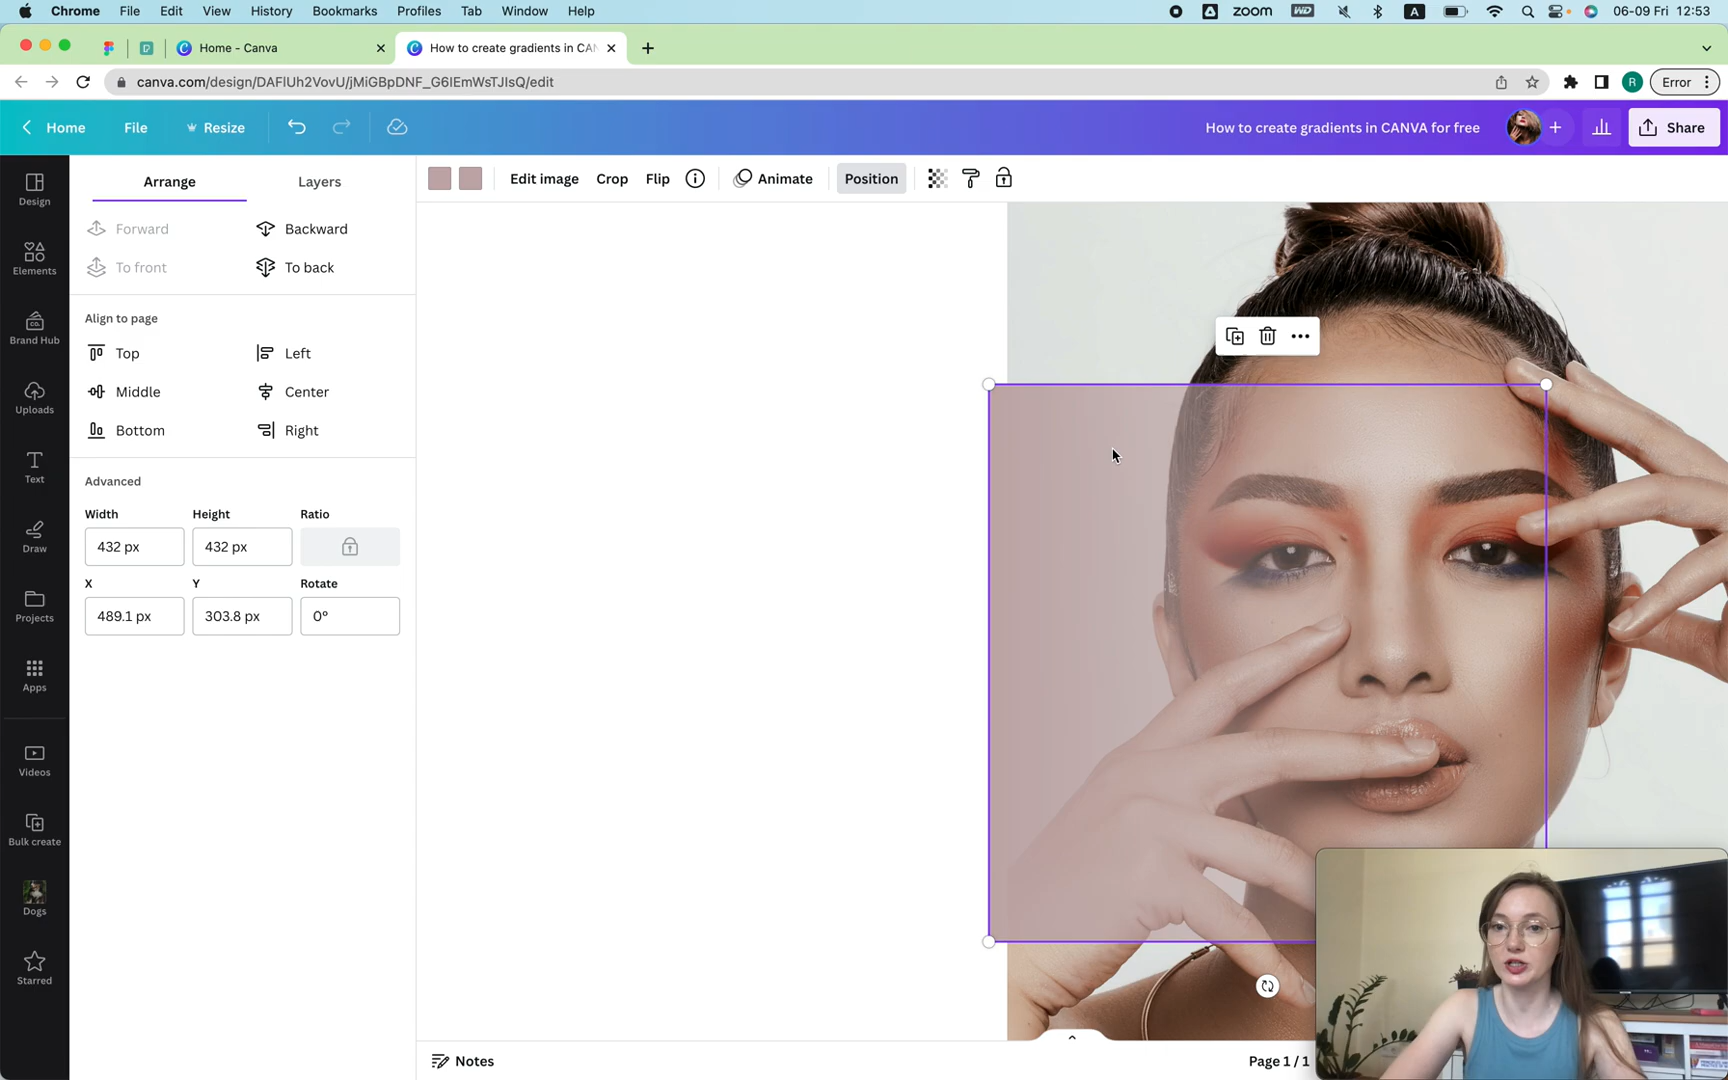 Chrome File Edit View History Bookmarks Profiles Tab Window Help zoom WD A 06-09 Fri 12:53
Home - Canva How to create gradients in CAN
canva.com/design/DAFlUh2VovU/jMiGBpDNF_G6IEmWsTJIsQ/edit R Error
Home File Resize How to create gradients in CANVA for free Share
Arrange Layers
Edit image Crop Flip Animate Position
Design
Elements
Brand Hub
Uploads
Text
Draw
Projects
Apps
Videos
Bulk create
Dogs
Starred
Forward Backward
To front To back
Align to page
Top Left
Middle Center
Bottom Right
Advanced
Width Height Ratio
432 px 432 px
X Y Rotate
489.1 px 303.8 px 0°
Notes Page 1 / 1